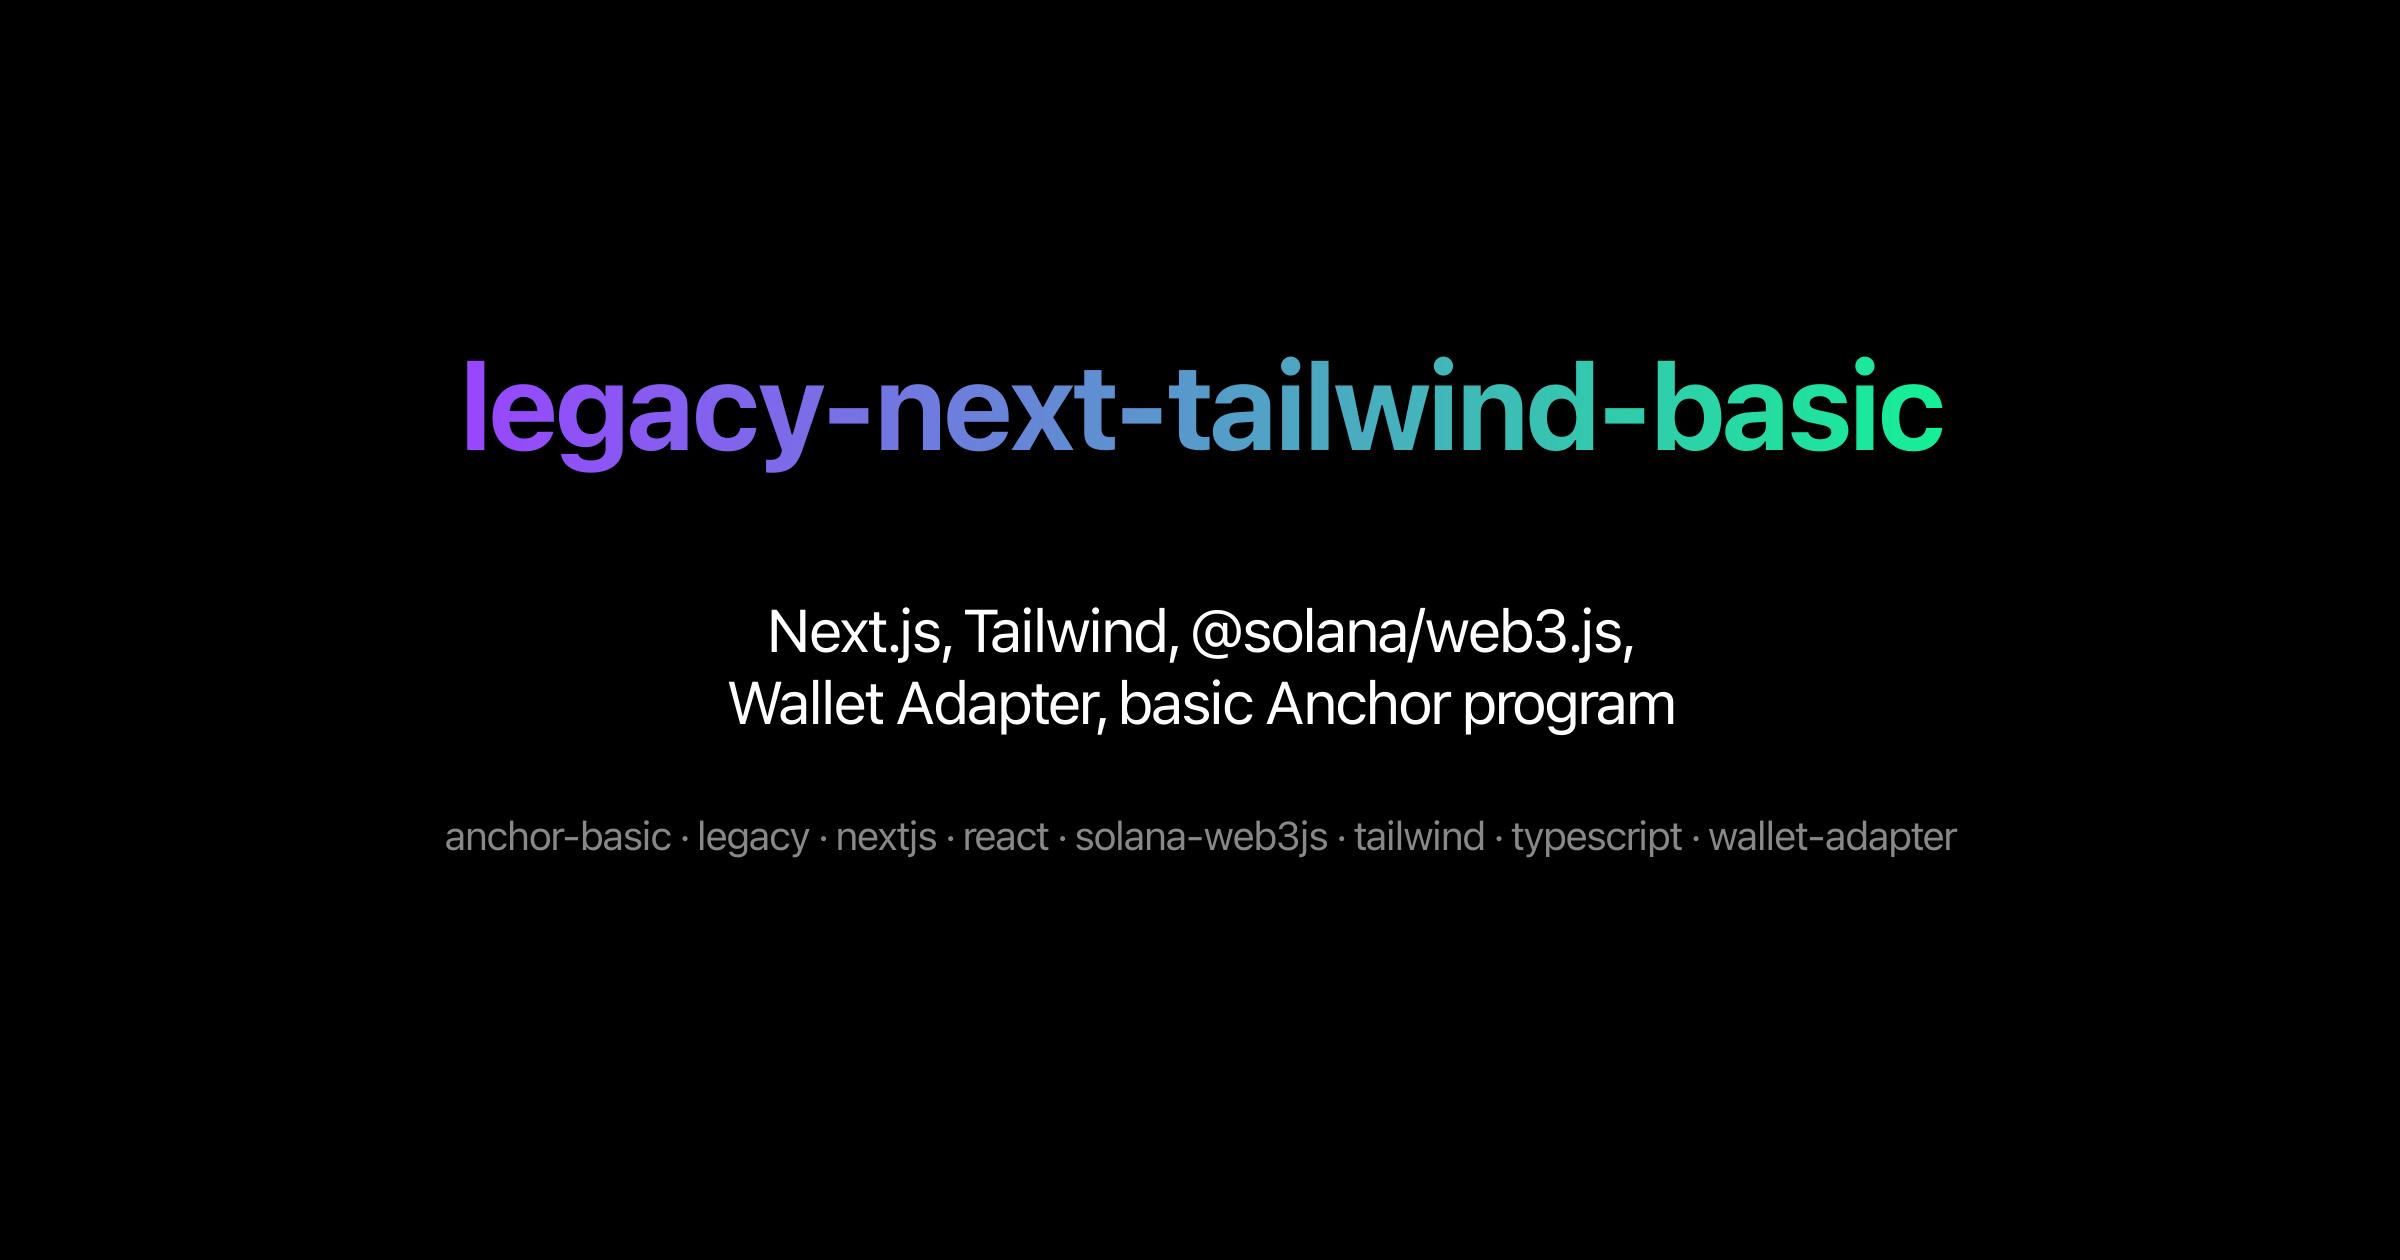 legacy-next-tailwind-basic
Next.js, Tailwind, @solana/web3.js,
Wallet Adapter, basic Anchor program
anchor-basic · legacy · nextjs · react · solana-web3js · tailwind · typescript · wallet-adapter